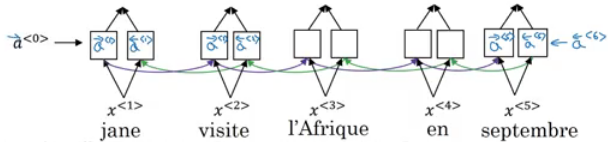 →a<0> →a<1> ←a<1> →a<2> ←a<2> →a<5> ←a<5> ←a<6>
x<1> x<2> x<3> x<4> x<5>
jane visite l'Afrique en septembre